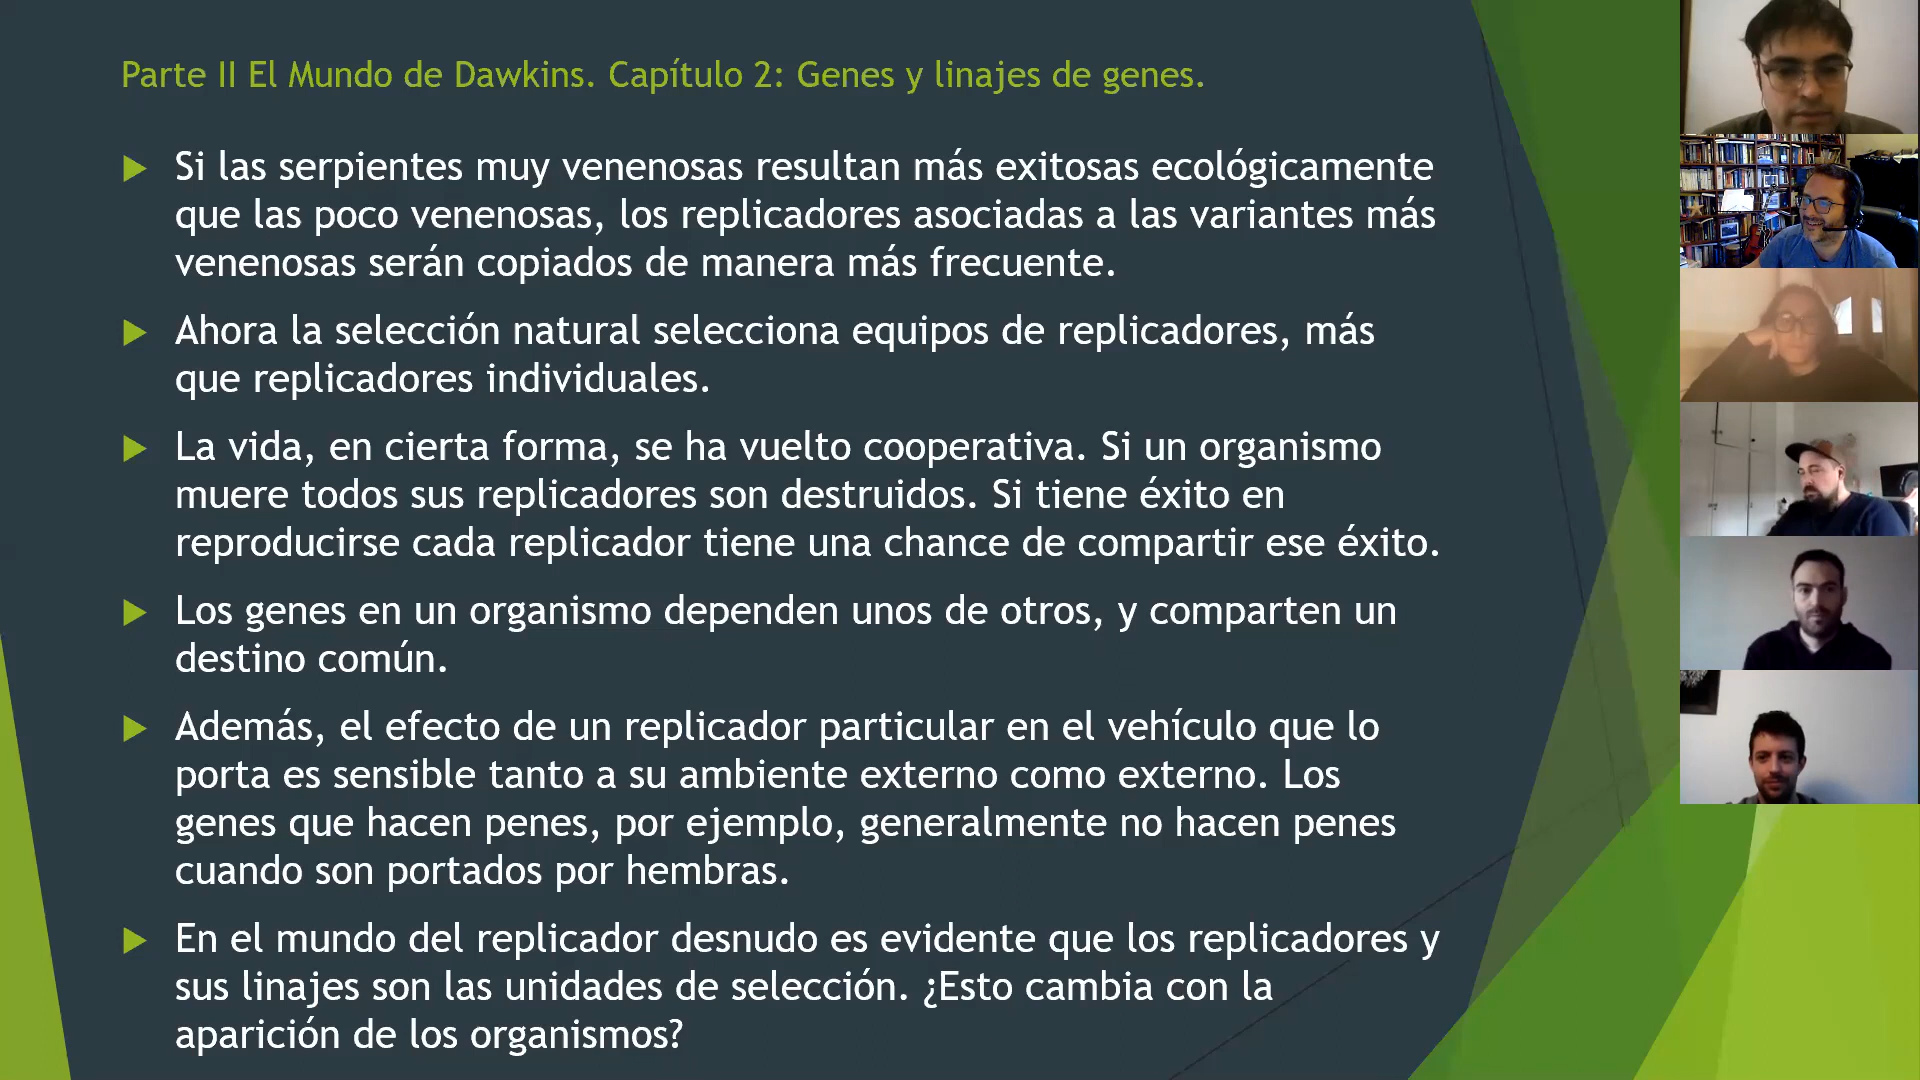 Parte II El Mundo de Dawkins. Capítulo 2: Genes y linajes de genes.
Si las serpientes muy venenosas resultan más exitosas ecológicamente
que las poco venenosas, los replicadores asociadas a las variantes más
venenosas serán copiados de manera más frecuente.
Ahora la selección natural selecciona equipos de replicadores, más
que replicadores individuales.
La vida, en cierta forma, se ha vuelto cooperativa. Si un organismo
muere todos sus replicadores son destruidos. Si tiene éxito en
reproducirse cada replicador tiene una chance de compartir ese éxito.
Los genes en un organismo dependen unos de otros, y comparten un
destino común.
Además, el efecto de un replicador particular en el vehículo que lo
porta es sensible tanto a su ambiente externo como externo. Los
genes que hacen penes, por ejemplo, generalmente no hacen penes
cuando son portados por hembras.
En el mundo del replicador desnudo es evidente que los replicadores y
sus linajes son las unidades de selección. ¿Esto cambia con la
aparición de los organismos?